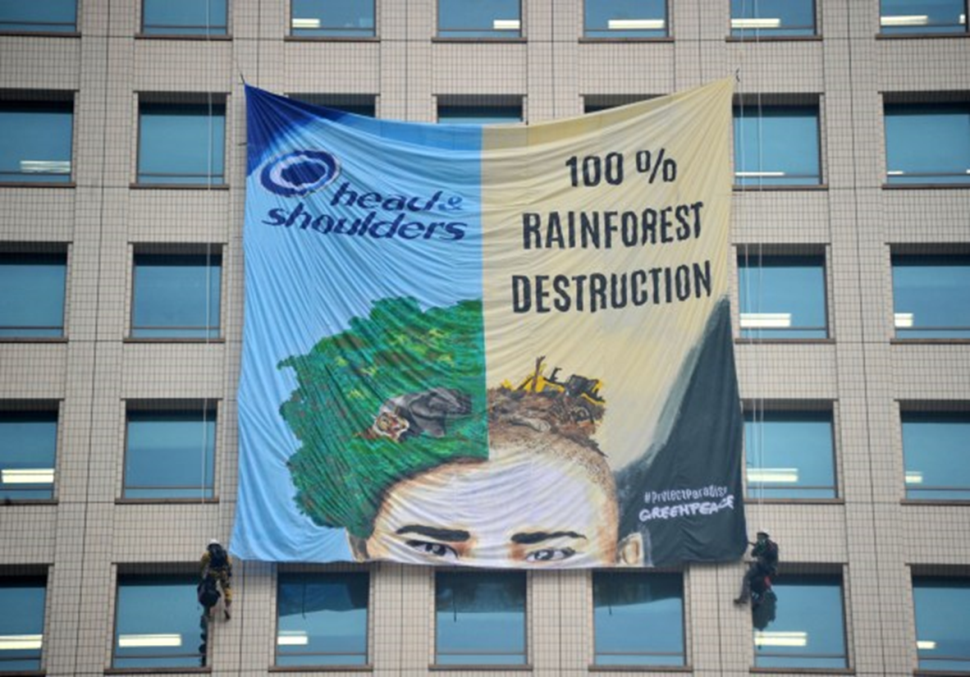 head&
shoulders
100 %
RAINFOREST
DESTRUCTION
#ProtectParadise
GREENPEACE